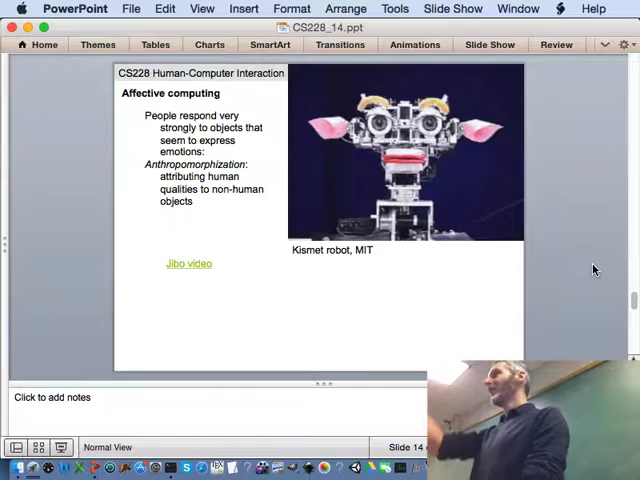 PowerPoint File Edit View Insert Format Arrange Tools Slide Show Window Help
CS228_14.ppt
Home Themes Tables Charts SmartArt Transitions Animations Slide Show Review
CS228 Human-Computer Interaction
Affective computing
People respond very
strongly to objects that
seem to express
emotions:
Anthropomorphization:
attributing human
qualities to non-human
objects
Kismet robot, MIT
Jibo video
Click to add notes
Normal View
Slide 14